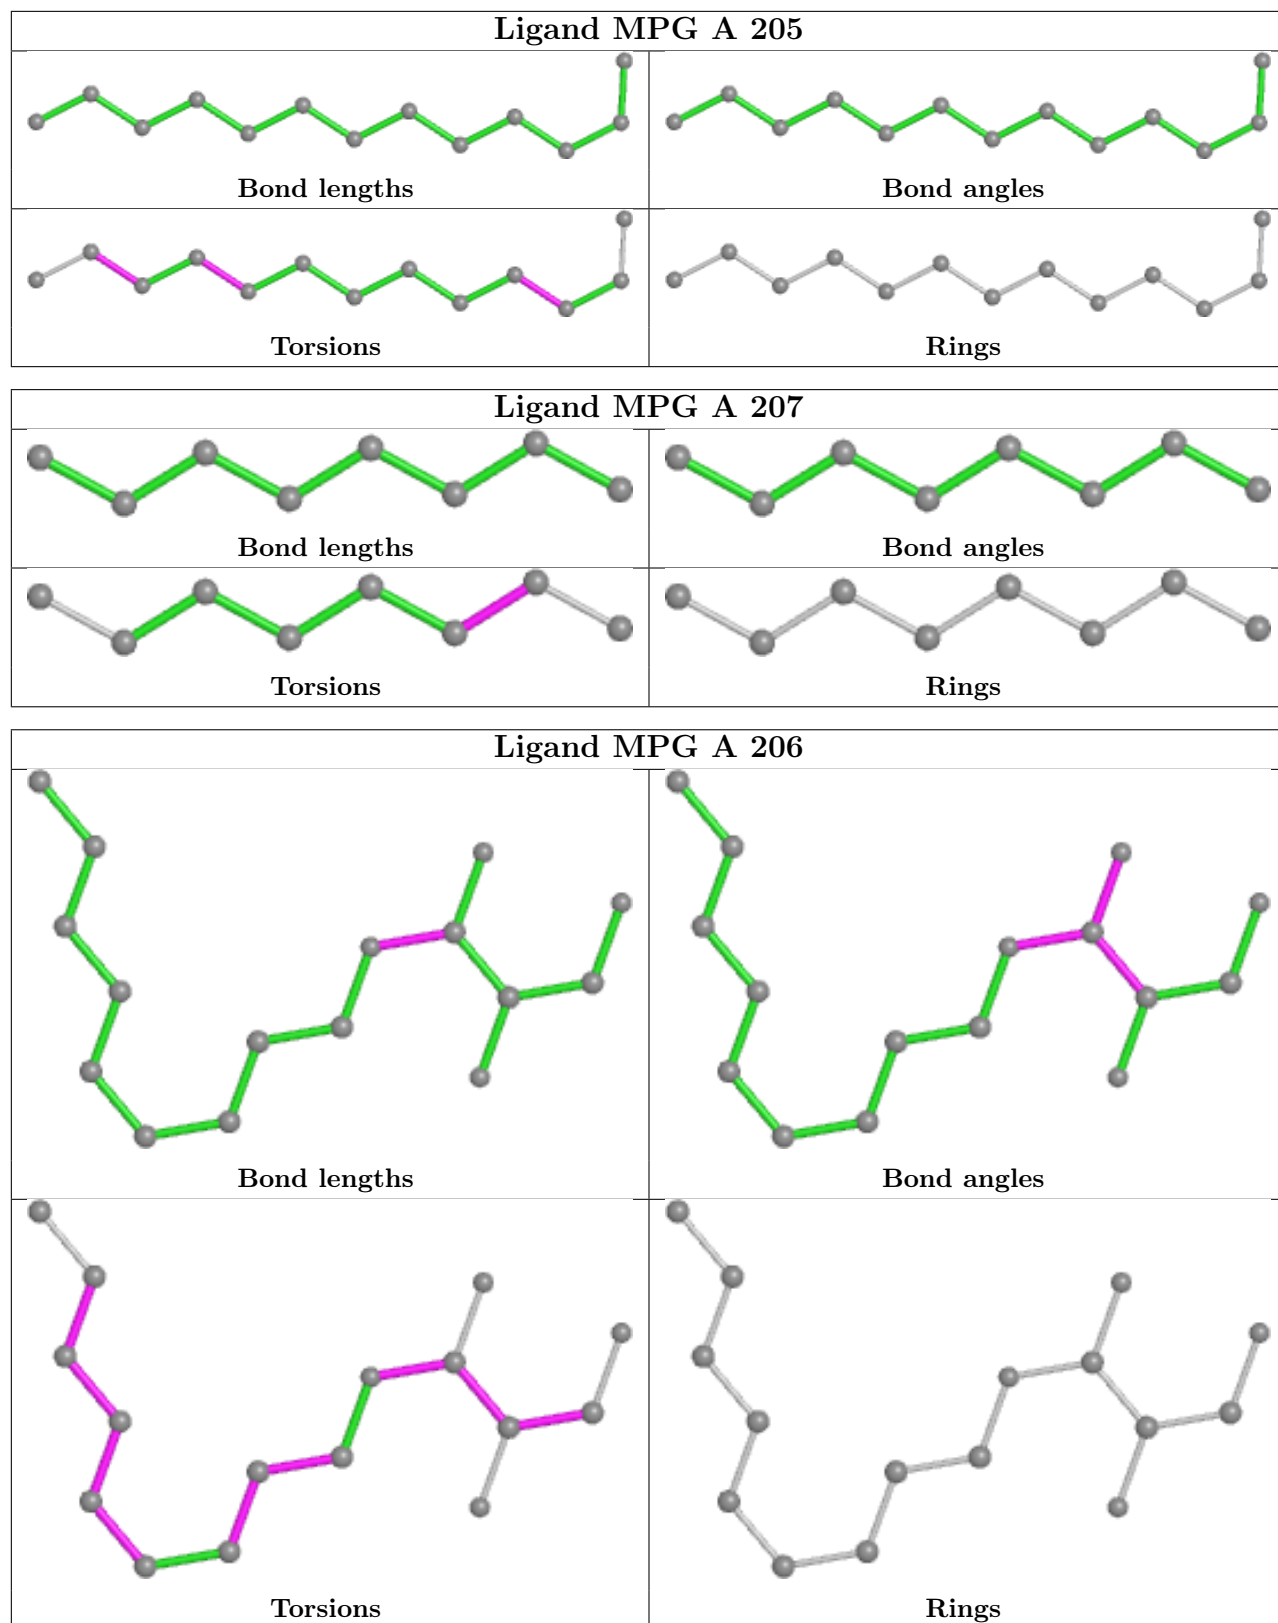 Ligand MPG A 205
Bond lengths
Bond angles
Torsions
Rings
Ligand MPG A 207
Bond lengths
Bond angles
Torsions
Rings
Ligand MPG A 206
Bond lengths
Bond angles
Torsions
Rings